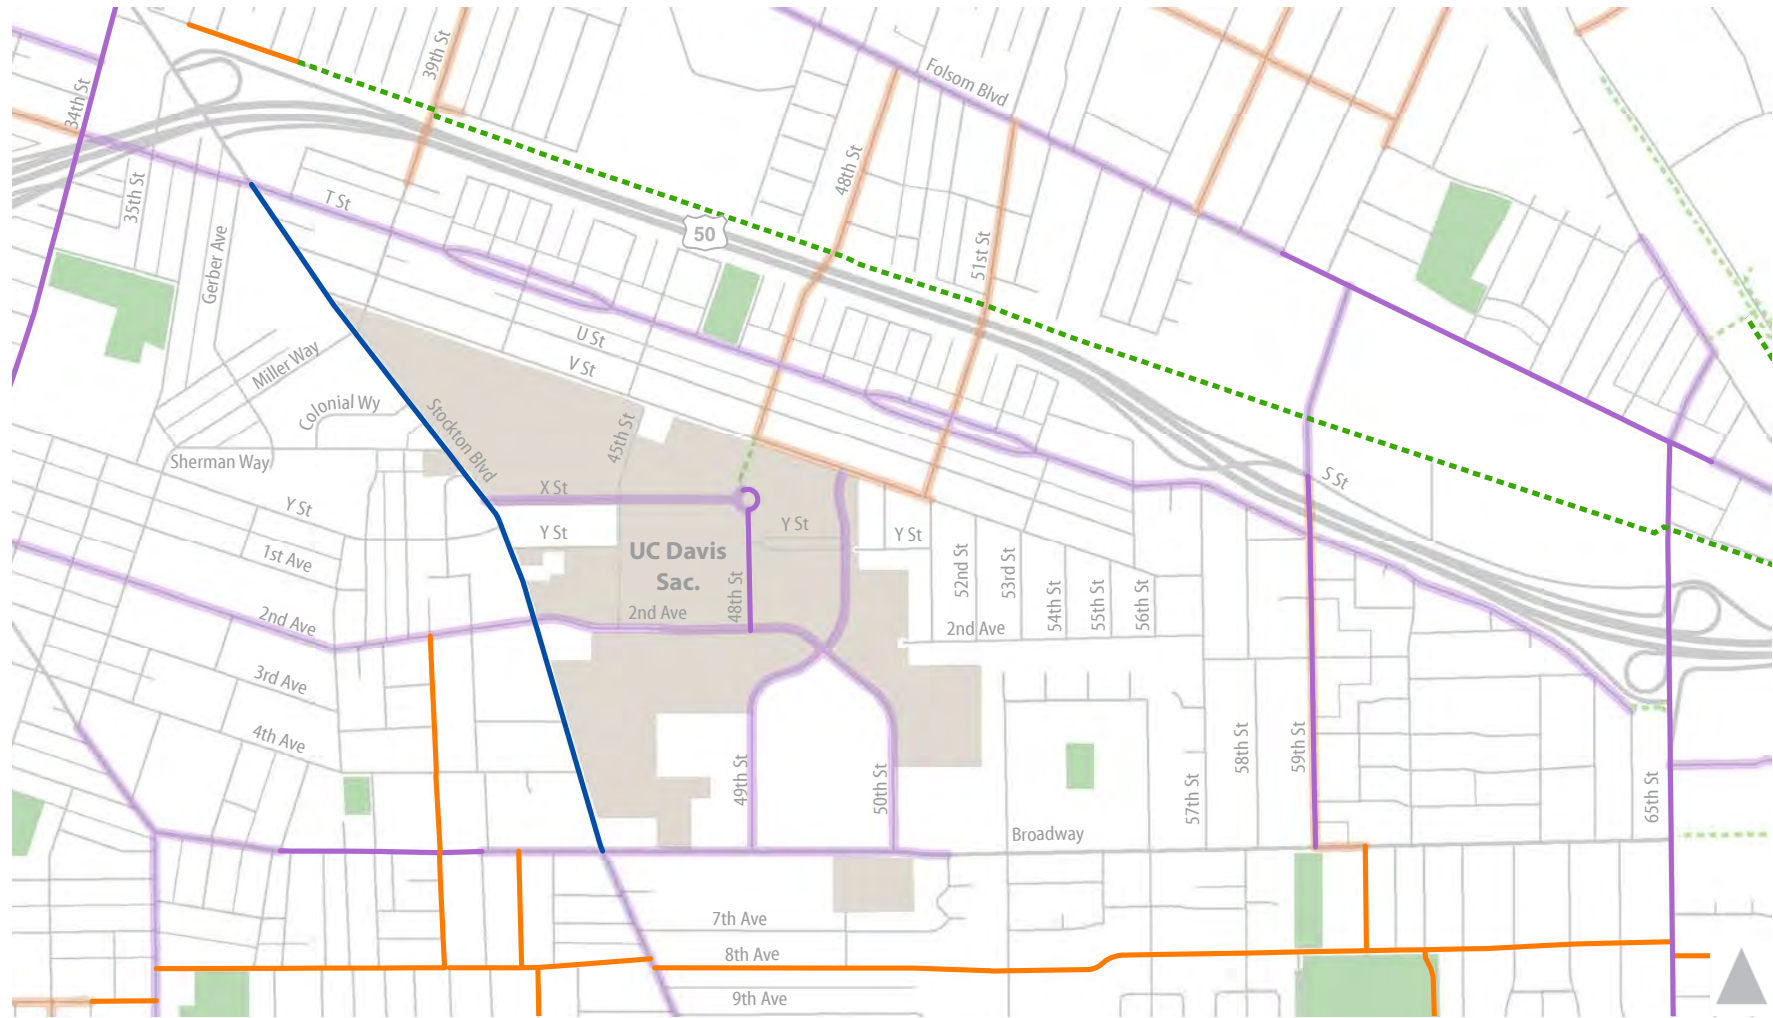 39th St
Folsom Blvd
34th St
48th St
35th St
T St
50
Gerber Ave
51st St
U St
V St
Miller Way
Colonial Wy
Stockton Blvd
45th St
Sherman Way
S St
X St
Y St
Y St
Y St
Y St
1st Ave
UC Davis
Sac.
48th St
52nd St
53rd St
54th St
55th St
56th St
2nd Ave
2nd Ave
2nd Ave
3rd Ave
4th Ave
49th St
50th St
57th St
58th St
59th St
65th St
Broadway
7th Ave
8th Ave
9th Ave